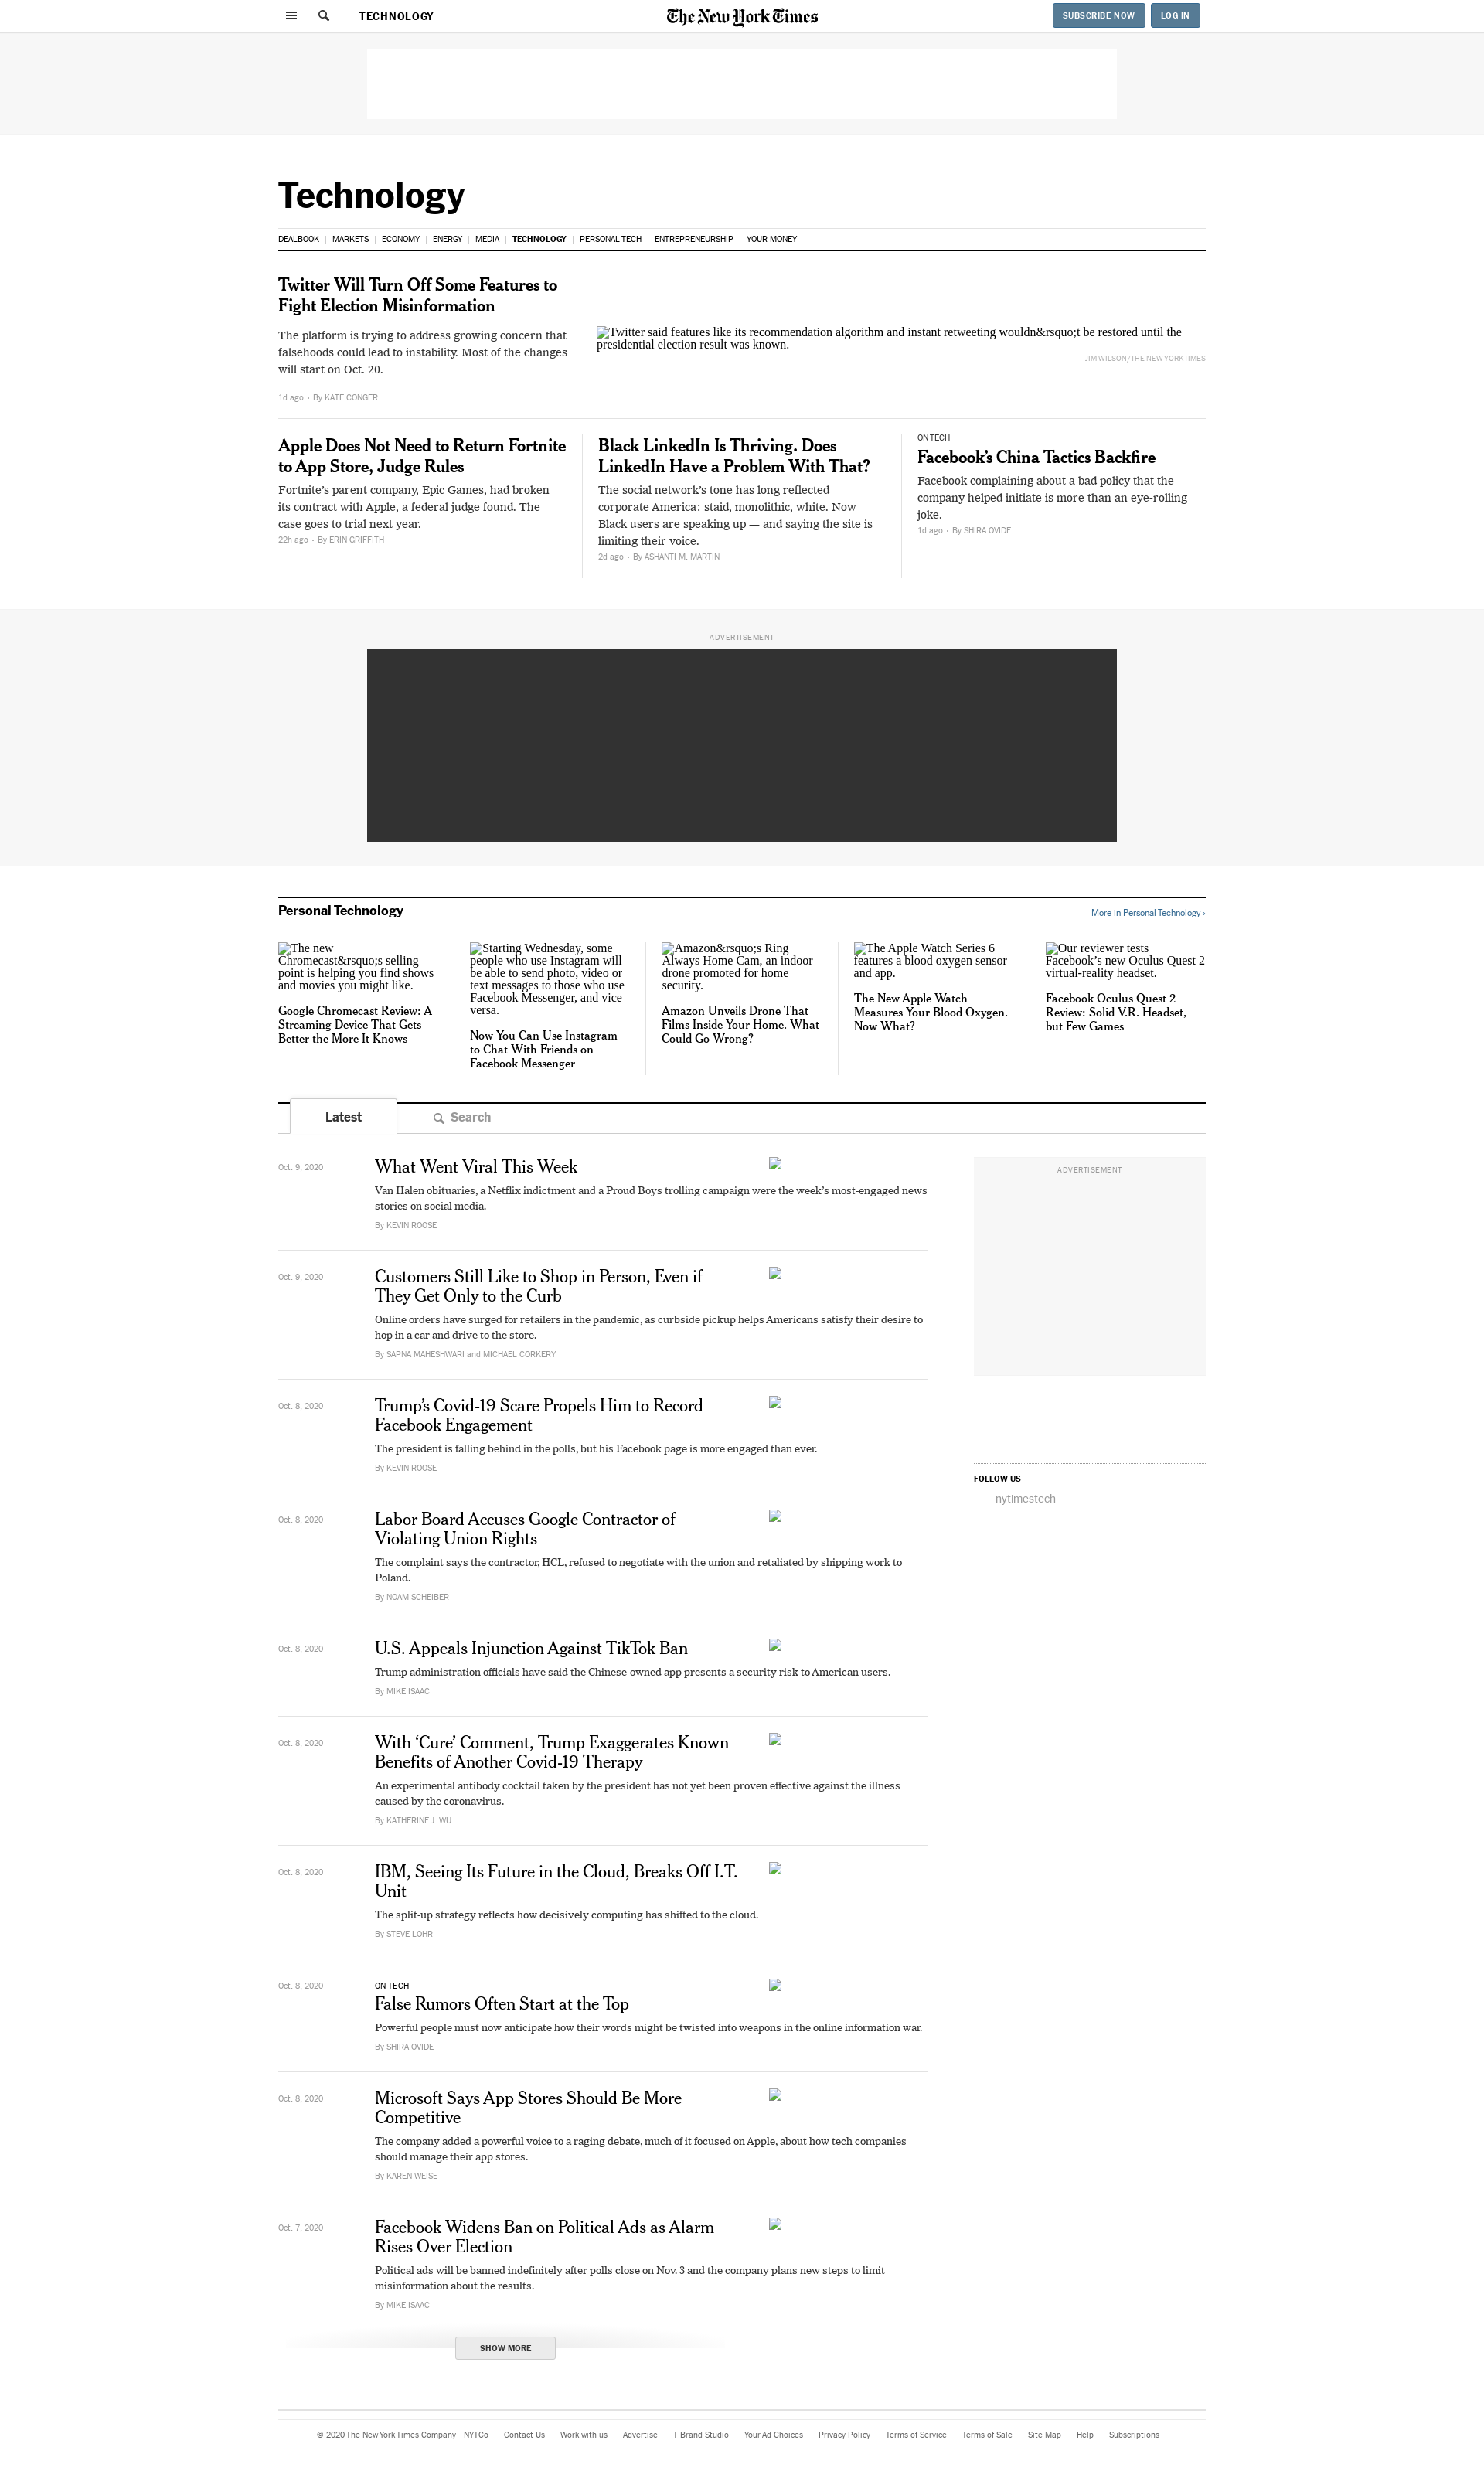 TECHNOLOGY
The New York Times
SUBSCRIBE NOW
LOG IN
Technology
DEALBOOK | MARKETS | ECONOMY | ENERGY | MEDIA | TECHNOLOGY | PERSONAL TECH | ENTREPRENEURSHIP | YOUR MONEY
Twitter Will Turn Off Some Features to
Fight Election Misinformation
The platform is trying to address growing concern that
falsehoods could lead to instability. Most of the changes
will start on Oct. 20.
1d ago • By KATE CONGER
Twitter said features like its recommendation algorithm and instant retweeting wouldn&rsquo;t be restored until the
presidential election result was known.
JIM WILSON/THE NEW YORK TIMES
Apple Does Not Need to Return Fortnite
to App Store, Judge Rules
Fortnite’s parent company, Epic Games, had broken
its contract with Apple, a federal judge found. The
case goes to trial next year.
22h ago • By ERIN GRIFFITH
Black LinkedIn Is Thriving. Does
LinkedIn Have a Problem With That?
The social network’s tone has long reflected
corporate America: staid, monolithic, white. Now
Black users are speaking up — and saying the site is
limiting their voice.
2d ago • By ASHANTI M. MARTIN
ON TECH
Facebook’s China Tactics Backfire
Facebook complaining about a bad policy that the
company helped initiate is more than an eye-rolling
joke.
1d ago • By SHIRA OVIDE
ADVERTISEMENT
Personal Technology
More in Personal Technology ›
The new
Chromecast&rsquo;s selling
point is helping you find shows
and movies you might like.
Google Chromecast Review: A
Streaming Device That Gets
Better the More It Knows
Starting Wednesday, some
people who use Instagram will
be able to send photo, video or
text messages to those who use
Facebook Messenger, and vice
versa.
Now You Can Use Instagram
to Chat With Friends on
Facebook Messenger
Amazon&rsquo;s Ring
Always Home Cam, an indoor
drone promoted for home
security.
Amazon Unveils Drone That
Films Inside Your Home. What
Could Go Wrong?
The Apple Watch Series 6
features a blood oxygen sensor
and app.
The New Apple Watch
Measures Your Blood Oxygen.
Now What?
Our reviewer tests
Facebook’s new Oculus Quest 2
virtual-reality headset.
Facebook Oculus Quest 2
Review: Solid V.R. Headset,
but Few Games
Latest
Search
Oct. 9, 2020
What Went Viral This Week
Van Halen obituaries, a Netflix indictment and a Proud Boys trolling campaign were the week’s most-engaged news
stories on social media.
By KEVIN ROOSE
ADVERTISEMENT
Oct. 9, 2020
Customers Still Like to Shop in Person, Even if
They Get Only to the Curb
Online orders have surged for retailers in the pandemic, as curbside pickup helps Americans satisfy their desire to
hop in a car and drive to the store.
By SAPNA MAHESHWARI and MICHAEL CORKERY
Oct. 8, 2020
Trump’s Covid-19 Scare Propels Him to Record
Facebook Engagement
The president is falling behind in the polls, but his Facebook page is more engaged than ever.
By KEVIN ROOSE
FOLLOW US
nytimestech
Oct. 8, 2020
Labor Board Accuses Google Contractor of
Violating Union Rights
The complaint says the contractor, HCL, refused to negotiate with the union and retaliated by shipping work to
Poland.
By NOAM SCHEIBER
Oct. 8, 2020
U.S. Appeals Injunction Against TikTok Ban
Trump administration officials have said the Chinese-owned app presents a security risk to American users.
By MIKE ISAAC
Oct. 8, 2020
With ‘Cure’ Comment, Trump Exaggerates Known
Benefits of Another Covid-19 Therapy
An experimental antibody cocktail taken by the president has not yet been proven effective against the illness
caused by the coronavirus.
By KATHERINE J. WU
Oct. 8, 2020
IBM, Seeing Its Future in the Cloud, Breaks Off I.T.
Unit
The split-up strategy reflects how decisively computing has shifted to the cloud.
By STEVE LOHR
Oct. 8, 2020
ON TECH
False Rumors Often Start at the Top
Powerful people must now anticipate how their words might be twisted into weapons in the online information war.
By SHIRA OVIDE
Oct. 8, 2020
Microsoft Says App Stores Should Be More
Competitive
The company added a powerful voice to a raging debate, much of it focused on Apple, about how tech companies
should manage their app stores.
By KAREN WEISE
Oct. 7, 2020
Facebook Widens Ban on Political Ads as Alarm
Rises Over Election
Political ads will be banned indefinitely after polls close on Nov. 3 and the company plans new steps to limit
misinformation about the results.
By MIKE ISAAC
SHOW MORE
© 2020 The New York Times Company NYTCo Contact Us Work with us Advertise T Brand Studio Your Ad Choices Privacy Policy Terms of Service Terms of Sale Site Map Help Subscriptions